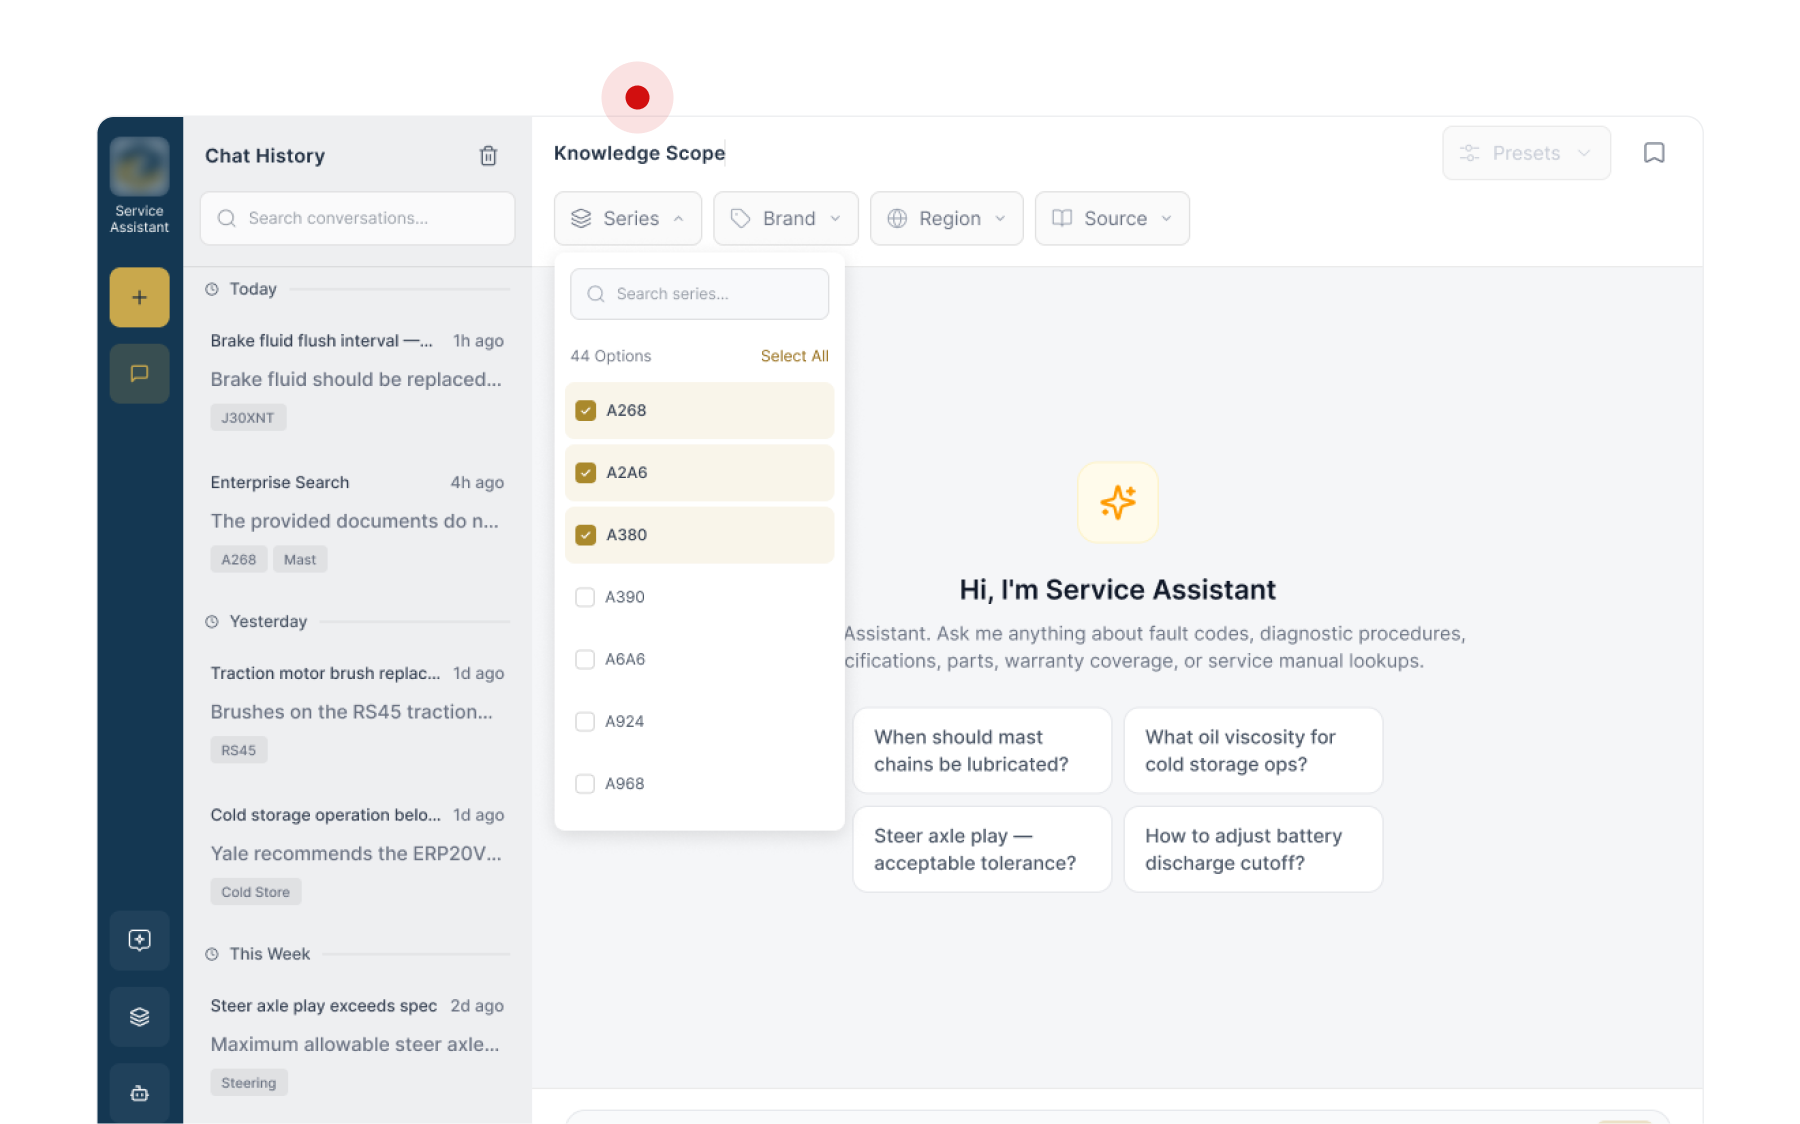 Service
Assistant
Chat History
Search conversations...
Today
Brake fluid flush interval —... 1h ago
Brake fluid should be replaced...
J30XNT
Enterprise Search 4h ago
The provided documents do n...
A268 Mast
Yesterday
Traction motor brush replac... 1d ago
Brushes on the RS45 traction...
RS45
Cold storage operation belo... 1d ago
Yale recommends the ERP20V...
Cold Store
This Week
Steer axle play exceeds spec 2d ago
Maximum allowable steer axle...
Steering
Knowledge Scope
Presets
Series Brand Region Source
Search series...
44 Options Select All
A268
A2A6
A380
A390
A6A6
A924
A968
Hi, I'm Service Assistant
Assistant. Ask me anything about fault codes, diagnostic procedures,
cifications, parts, warranty coverage, or service manual lookups.
When should mast
chains be lubricated?
What oil viscosity for
cold storage ops?
Steer axle play —
acceptable tolerance?
How to adjust battery
discharge cutoff?